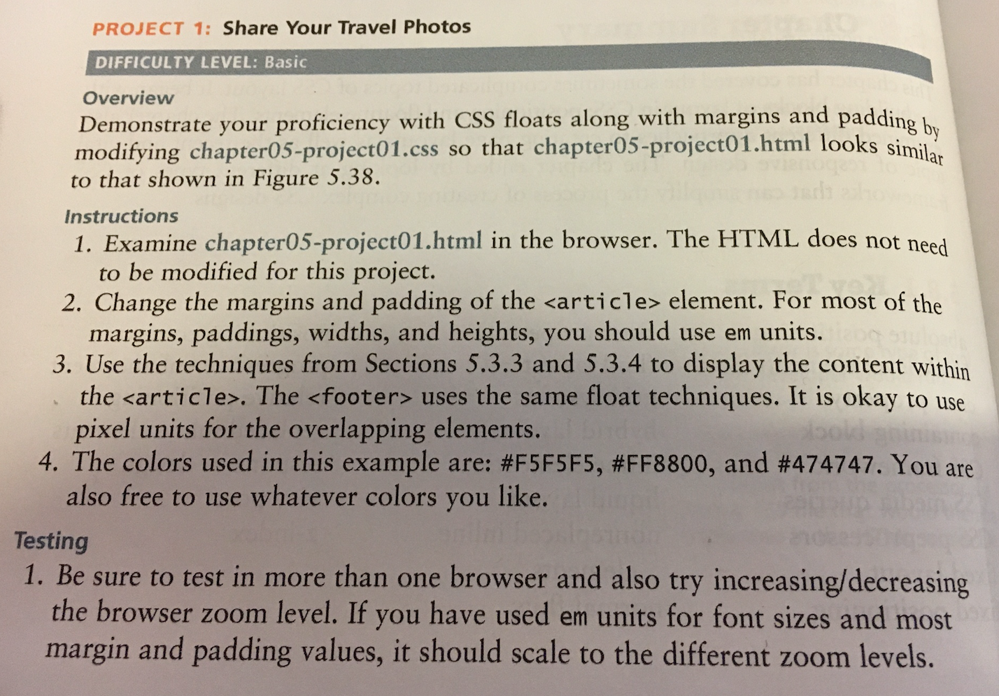 PROJECT 1: Share Your Travel Photos
DIFFICULTY LEVEL: Basic
Overview
Demonstrate your proficiency with CSS floats along with margins and padding by
modifying chapter05-project01.css so that chapter05-project01.html looks similar
to that shown in Figure 5.38.
Instructions
1. Examine chapter05-project01.html in the browser. The HTML does not need
to be modified for this project.
2. Change the margins and padding of the <article> element. For most of the
margins, paddings, widths, and heights, you should use em units.
3. Use the techniques from Sections 5.3.3 and 5.3.4 to display the content within
the <article>. The <footer> uses the same float techniques. It is okay to use
pixel units for the overlapping elements.
4. The colors used in this example are: #F5F5F5, #FF8800, and #474747. You are
also free to use whatever colors you like.
Testing
1. Be sure to test in more than one browser and also try increasing/decreasing
the browser zoom level. If you have used em units for font sizes and most
margin and padding values, it should scale to the different zoom levels.